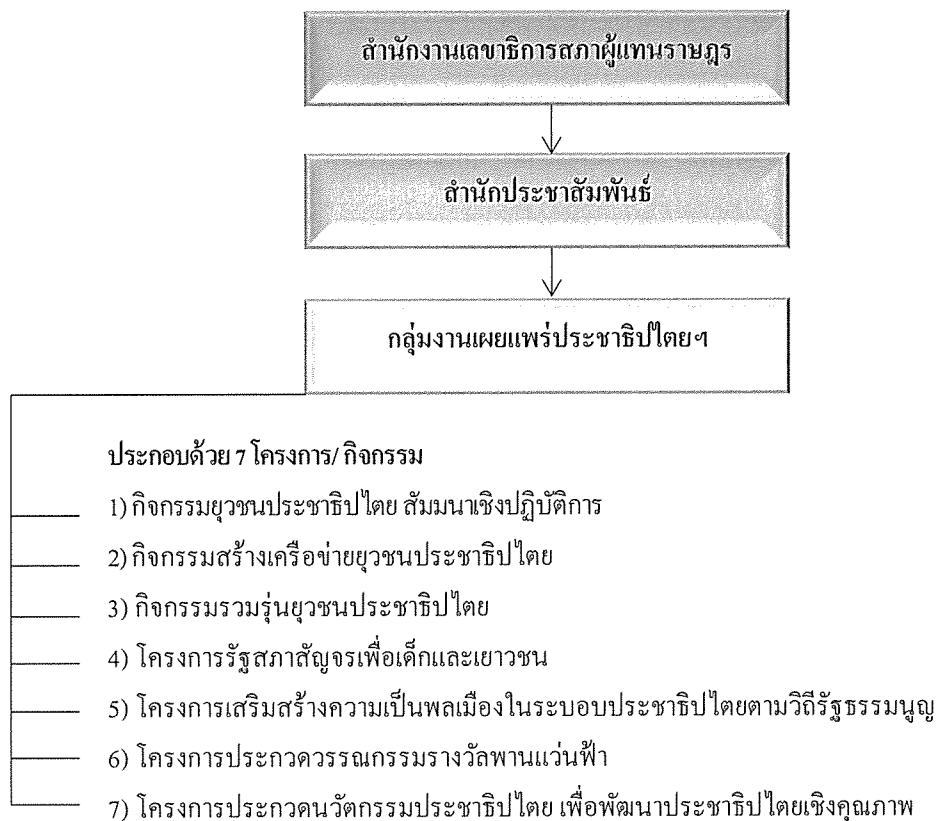 สำนักงานเลขาธิการสภาผู้แทนราษฎร
สำนักประชาสัมพันธ์
กลุ่มงานเผยแพร่ประชาธิปไตยฯ
ประกอบด้วย 7 โครงการ/ กิจกรรม
1) กิจกรรมยุวชนประชาธิปไตย สัมมนาเชิงปฏิบัติการ
2) กิจกรรมสร้างเครือข่ายยุวชนประชาธิปไตย
3) กิจกรรมรวมรุ่นยุวชนประชาธิปไตย
4) โครงการรัฐสภาสัญจรเพื่อเด็กและเยาวชน
5) โครงการเสริมสร้างความเป็นพลเมืองในระบอบประชาธิปไตยตามวิถีรัฐธรรมนูญ
6) โครงการประกวดวรรณกรรมรางวัลพานแว่นฟ้า
7) โครงการประกวดนวัตกรรมประชาธิปไตย เพื่อพัฒนาประชาธิปไตยเชิงคุณภาพ